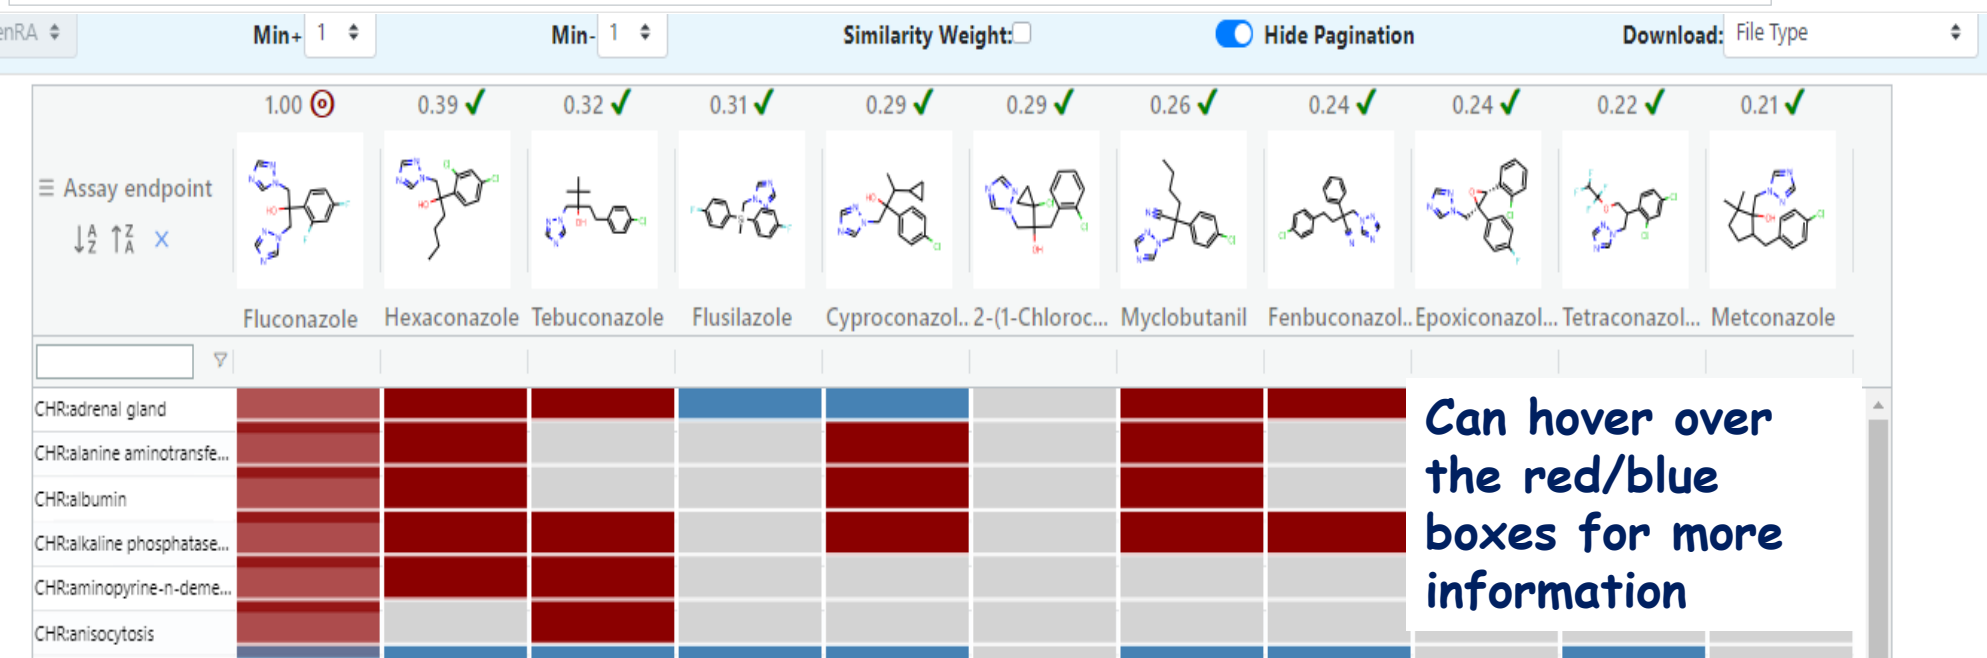 enRA Min+ 1 Min- 1 Similarity Weight: Hide Pagination Download: File Type
1.00 0.39 0.32 0.31 0.29 0.29 0.26 0.24 0.24 0.22 0.21
Assay endpoint
Fluconazole Hexaconazole Tebuconazole Flusilazole Cyproconazol.. 2-(1-Chloroc... Myclobutanil Fenbuconazol.. Epoxiconazol... Tetraconazol... Metconazole
CHR:adrenal gland
CHR:alanine aminotransfe...
CHR:albumin
CHR:alkaline phosphatase...
CHR:aminopyrine-n-deme...
CHR:anisocytosis
Can hover over
the red/blue
boxes for more
information